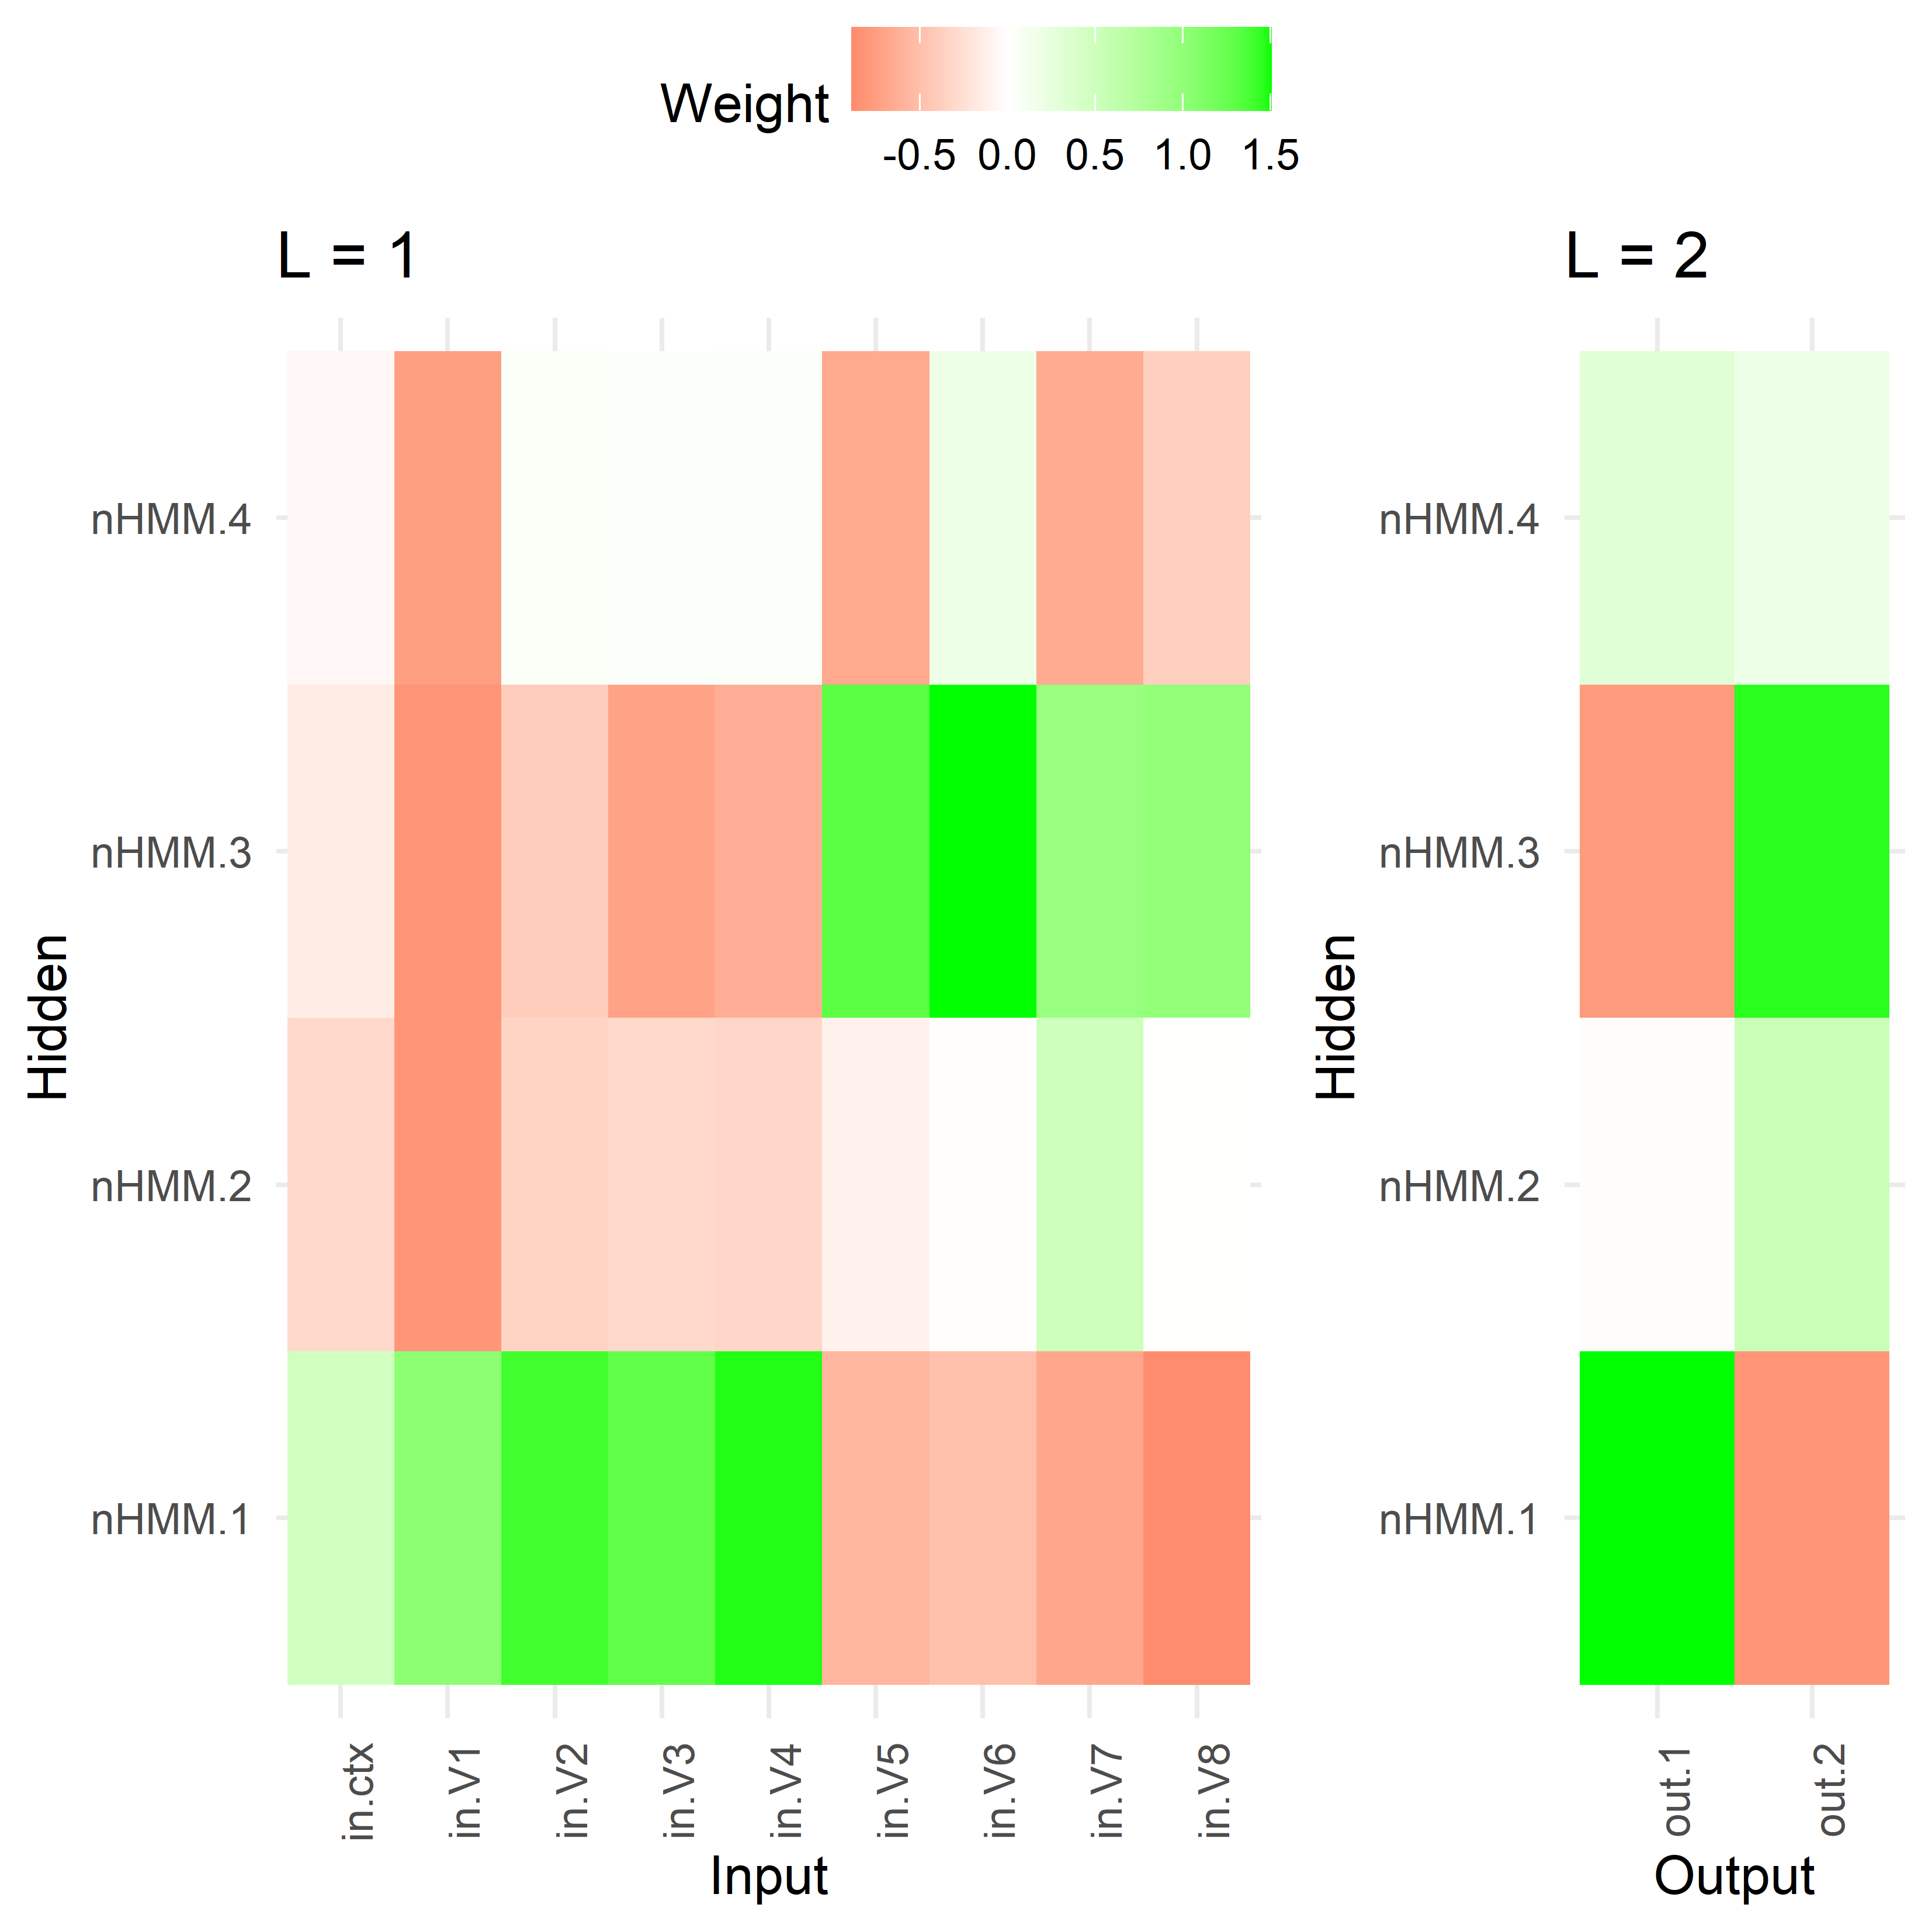 Weight
-0.5 0.0 0.5 1.0 1.5
L = 1
L = 2
Hidden
nHMM.4
nHMM.3
nHMM.2
nHMM.1
in.ctx in.V1 in.V2 in.V3 in.V4 in.V5 in.V6 in.V7 in.V8
Input
Hidden
nHMM.4
nHMM.3
nHMM.2
nHMM.1
out.1 out.2
Output